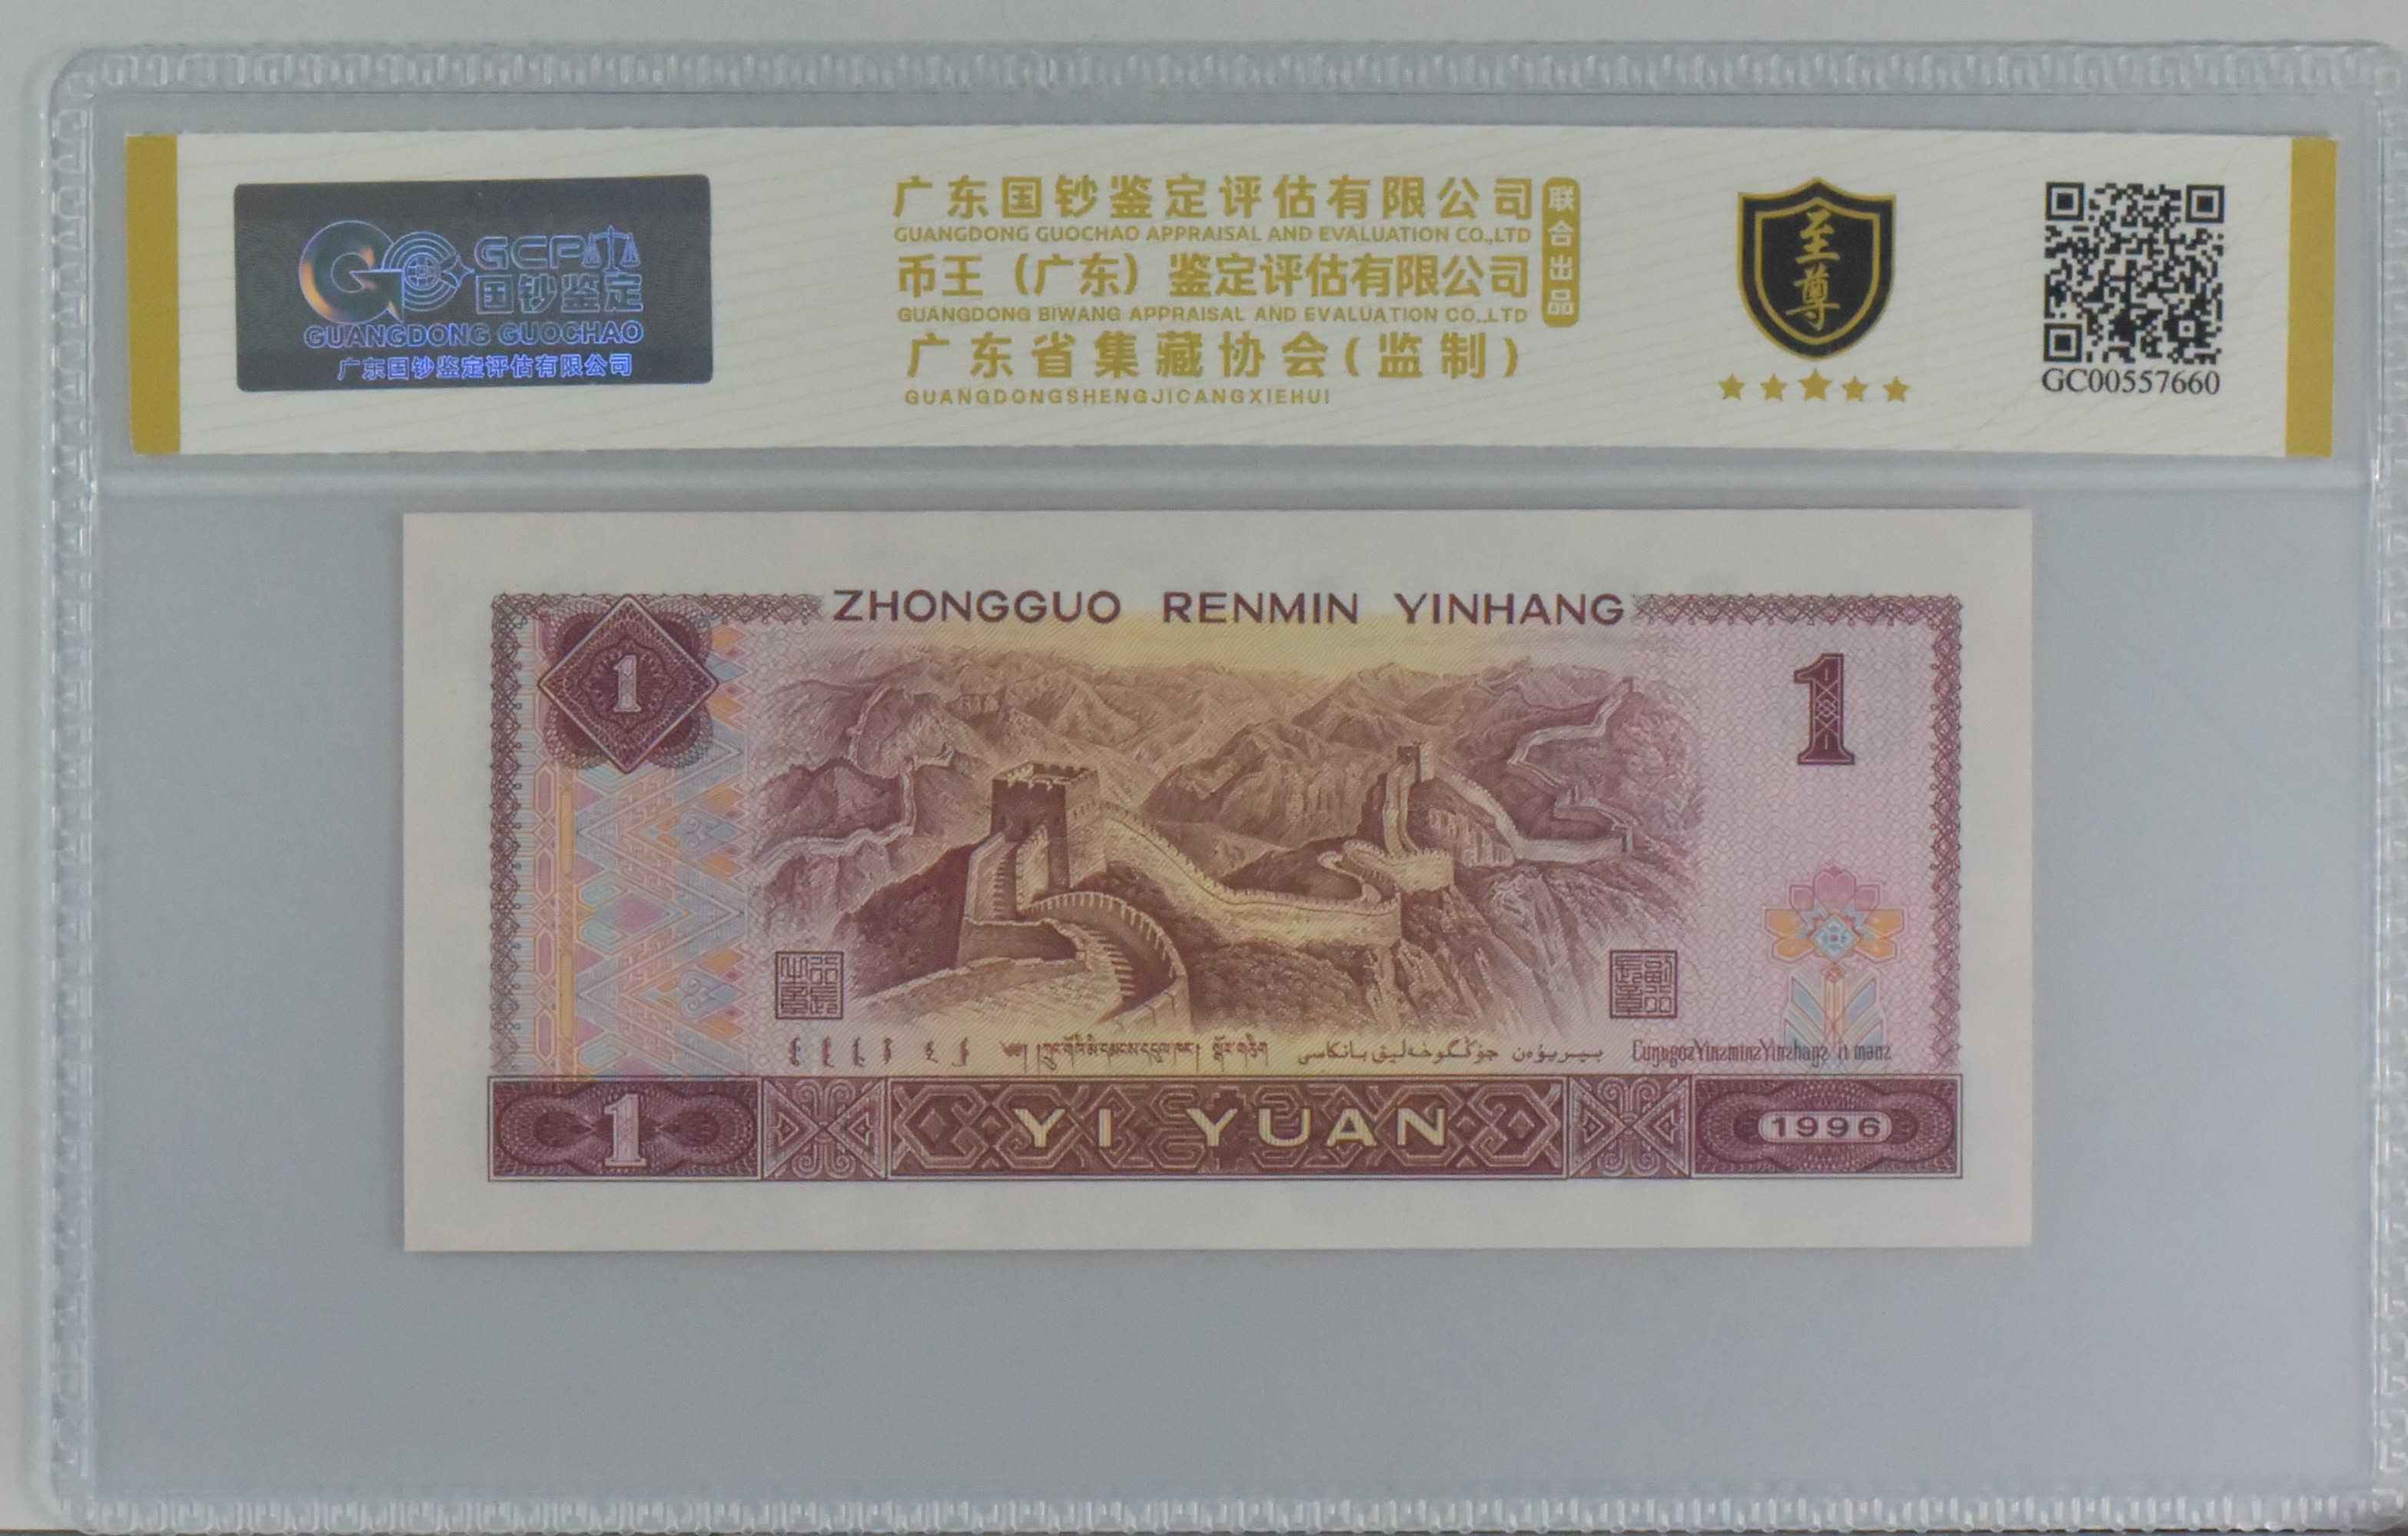 GCPA
国钞鉴定
GUANGDONG GUOCHAO
广东国钞鉴定评估有限公司
广东国钞鉴定评估有限公司
GUANGDONG GUOCHAO APPRAISAL AND EVALUATION CO.,LTD
币王（广东）鉴定评估有限公司
GUANGDONG BIWANG APPRAISAL AND EVALUATION CO.,LTD
广东省集藏协会(监制)
GUANGDONGSHENGJICANGXIEHUI
联合出品
至尊
GC00557660
ZHONGGUO RENMIN YINHANG
1
1
1
YI YUAN
1996